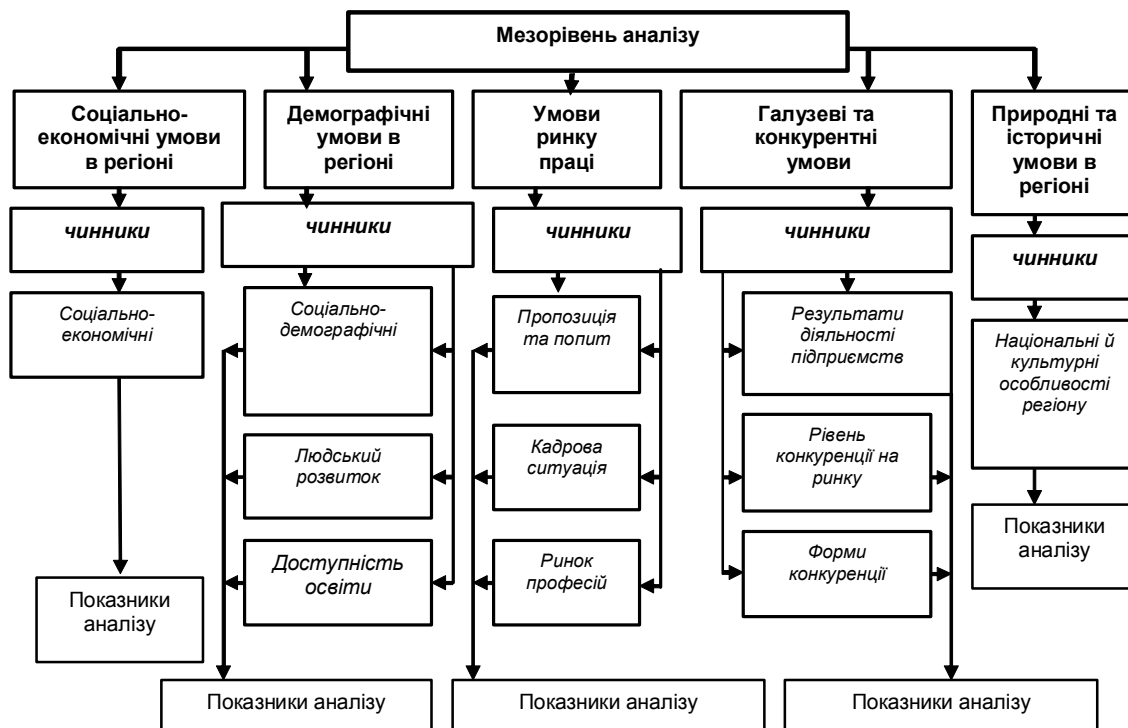 Мезорівень аналізу
Соціально-
економічні умови
в регіоні
Демографічні
умови в
регіоні
Умови
ринку
праці
Галузеві та
конкурентні
умови
Природні та
історичні
умови в
регіоні
чинники
чинники
чинники
чинники
чинники
Соціально-
економічні
Соціально-
демографічні
Пропозиція
та попит
Результати
діяльності
підприємств
Національні й
культурні
особливості
регіону
Людський
розвиток
Кадрова
ситуація
Рівень
конкуренції на
ринку
Показники
аналізу
Доступність
освіти
Ринок
професій
Форми
конкуренції
Показники
аналізу
Показники аналізу
Показники аналізу
Показники аналізу